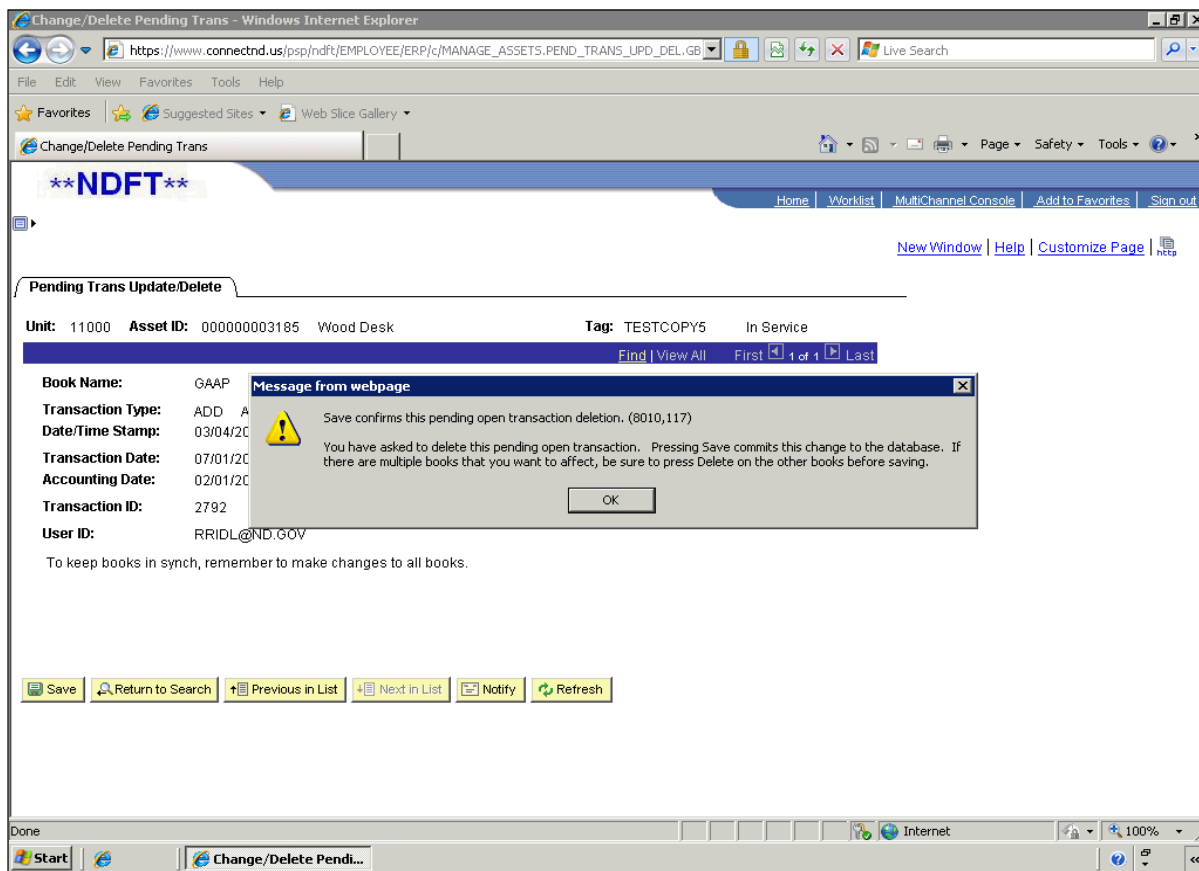 Change/Delete Pending Trans - Windows Internet Explorer
https://www.connectnd.us/psp/ndft/EMPLOYEE/ERP/c/MANAGE_ASSETS.PEND_TRANS_UPD_DEL.GB Live Search
File Edit View Favorites Tools Help
Favorites Suggested Sites Web Slice Gallery
Change/Delete Pending Trans Page Safety Tools
**NDFT**
Home Worklist MultiChannel Console Add to Favorites Sign out
New Window | Help | Customize Page | http
Pending Trans Update/Delete
Unit: 11000 Asset ID: 000000003185 Wood Desk Tag: TESTCOPY5 In Service
Find | View All First 1 of 1 Last
Book Name: GAAP
Message from webpage
Transaction Type: ADD A
Save confirms this pending open transaction deletion. (8010,117)
Date/Time Stamp: 03/04/20
You have asked to delete this pending open transaction. Pressing Save commits this change to the database. If
there are multiple books that you want to affect, be sure to press Delete on the other books before saving.
Transaction Date: 07/01/20
Accounting Date: 02/01/20
OK
Transaction ID: 2792
User ID: RRIDL@ND.GOV
To keep books in synch, remember to make changes to all books.
Save Return to Search Previous in List Next in List Notify Refresh
Done Internet 100%
Start Change/Delete Pendi...